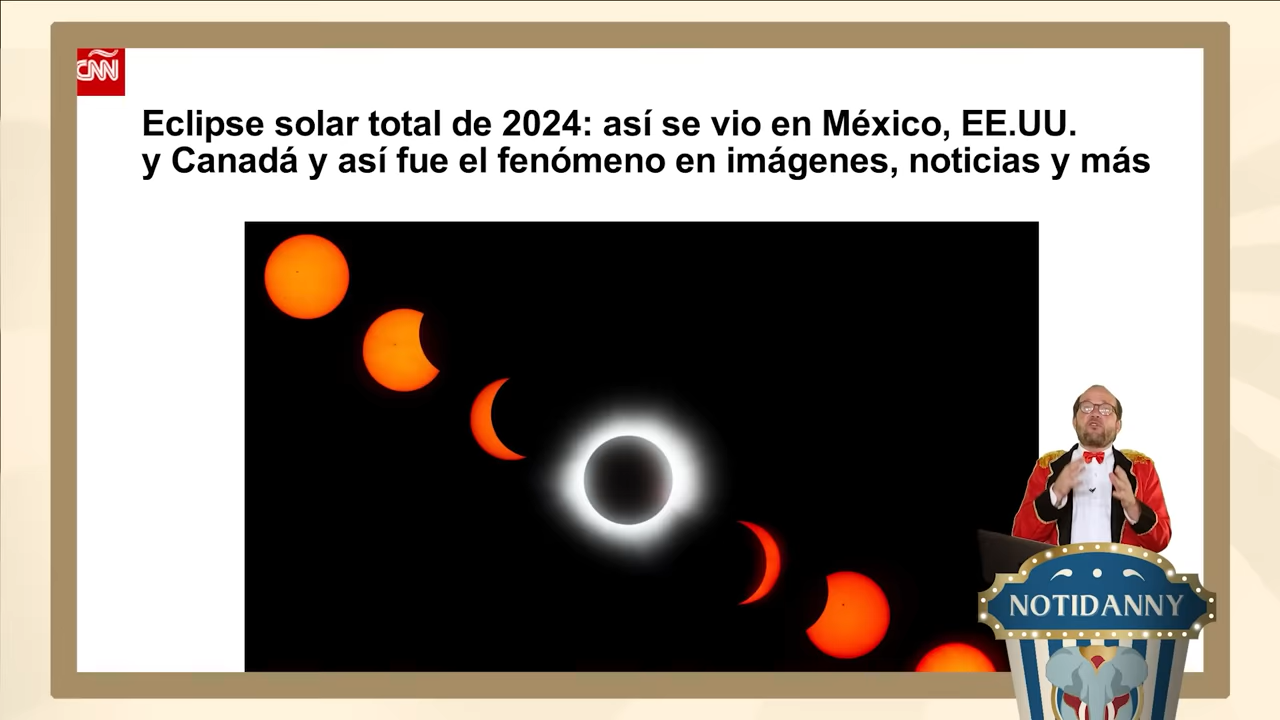 CNN
Eclipse solar total de 2024: así se vio en México, EE.UU.
y Canadá y así fue el fenómeno en imágenes, noticias y más
NOTIDANNY